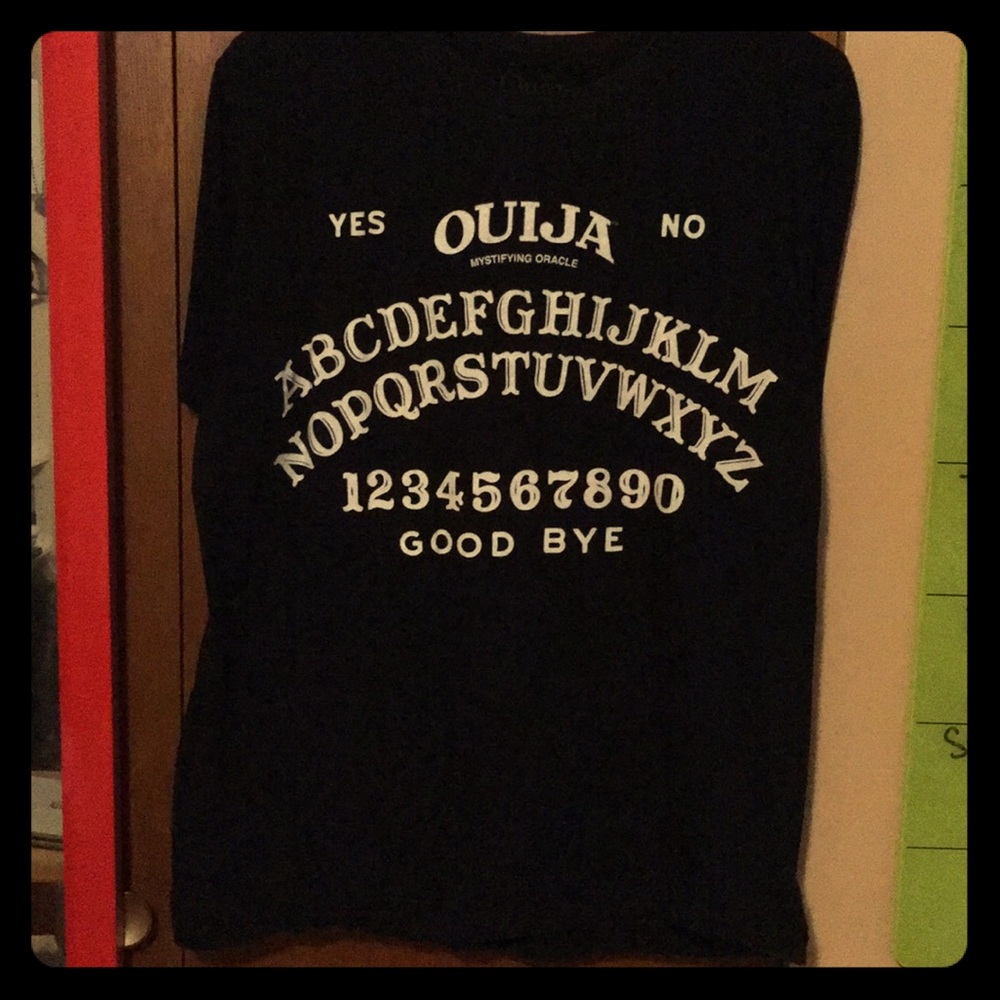 YES OUIJA NO
MYSTIFYING ORACLE
ABCDEFGHIJKLM
NOPQRSTUVWXYZ
1234567890
GOOD BYE
S